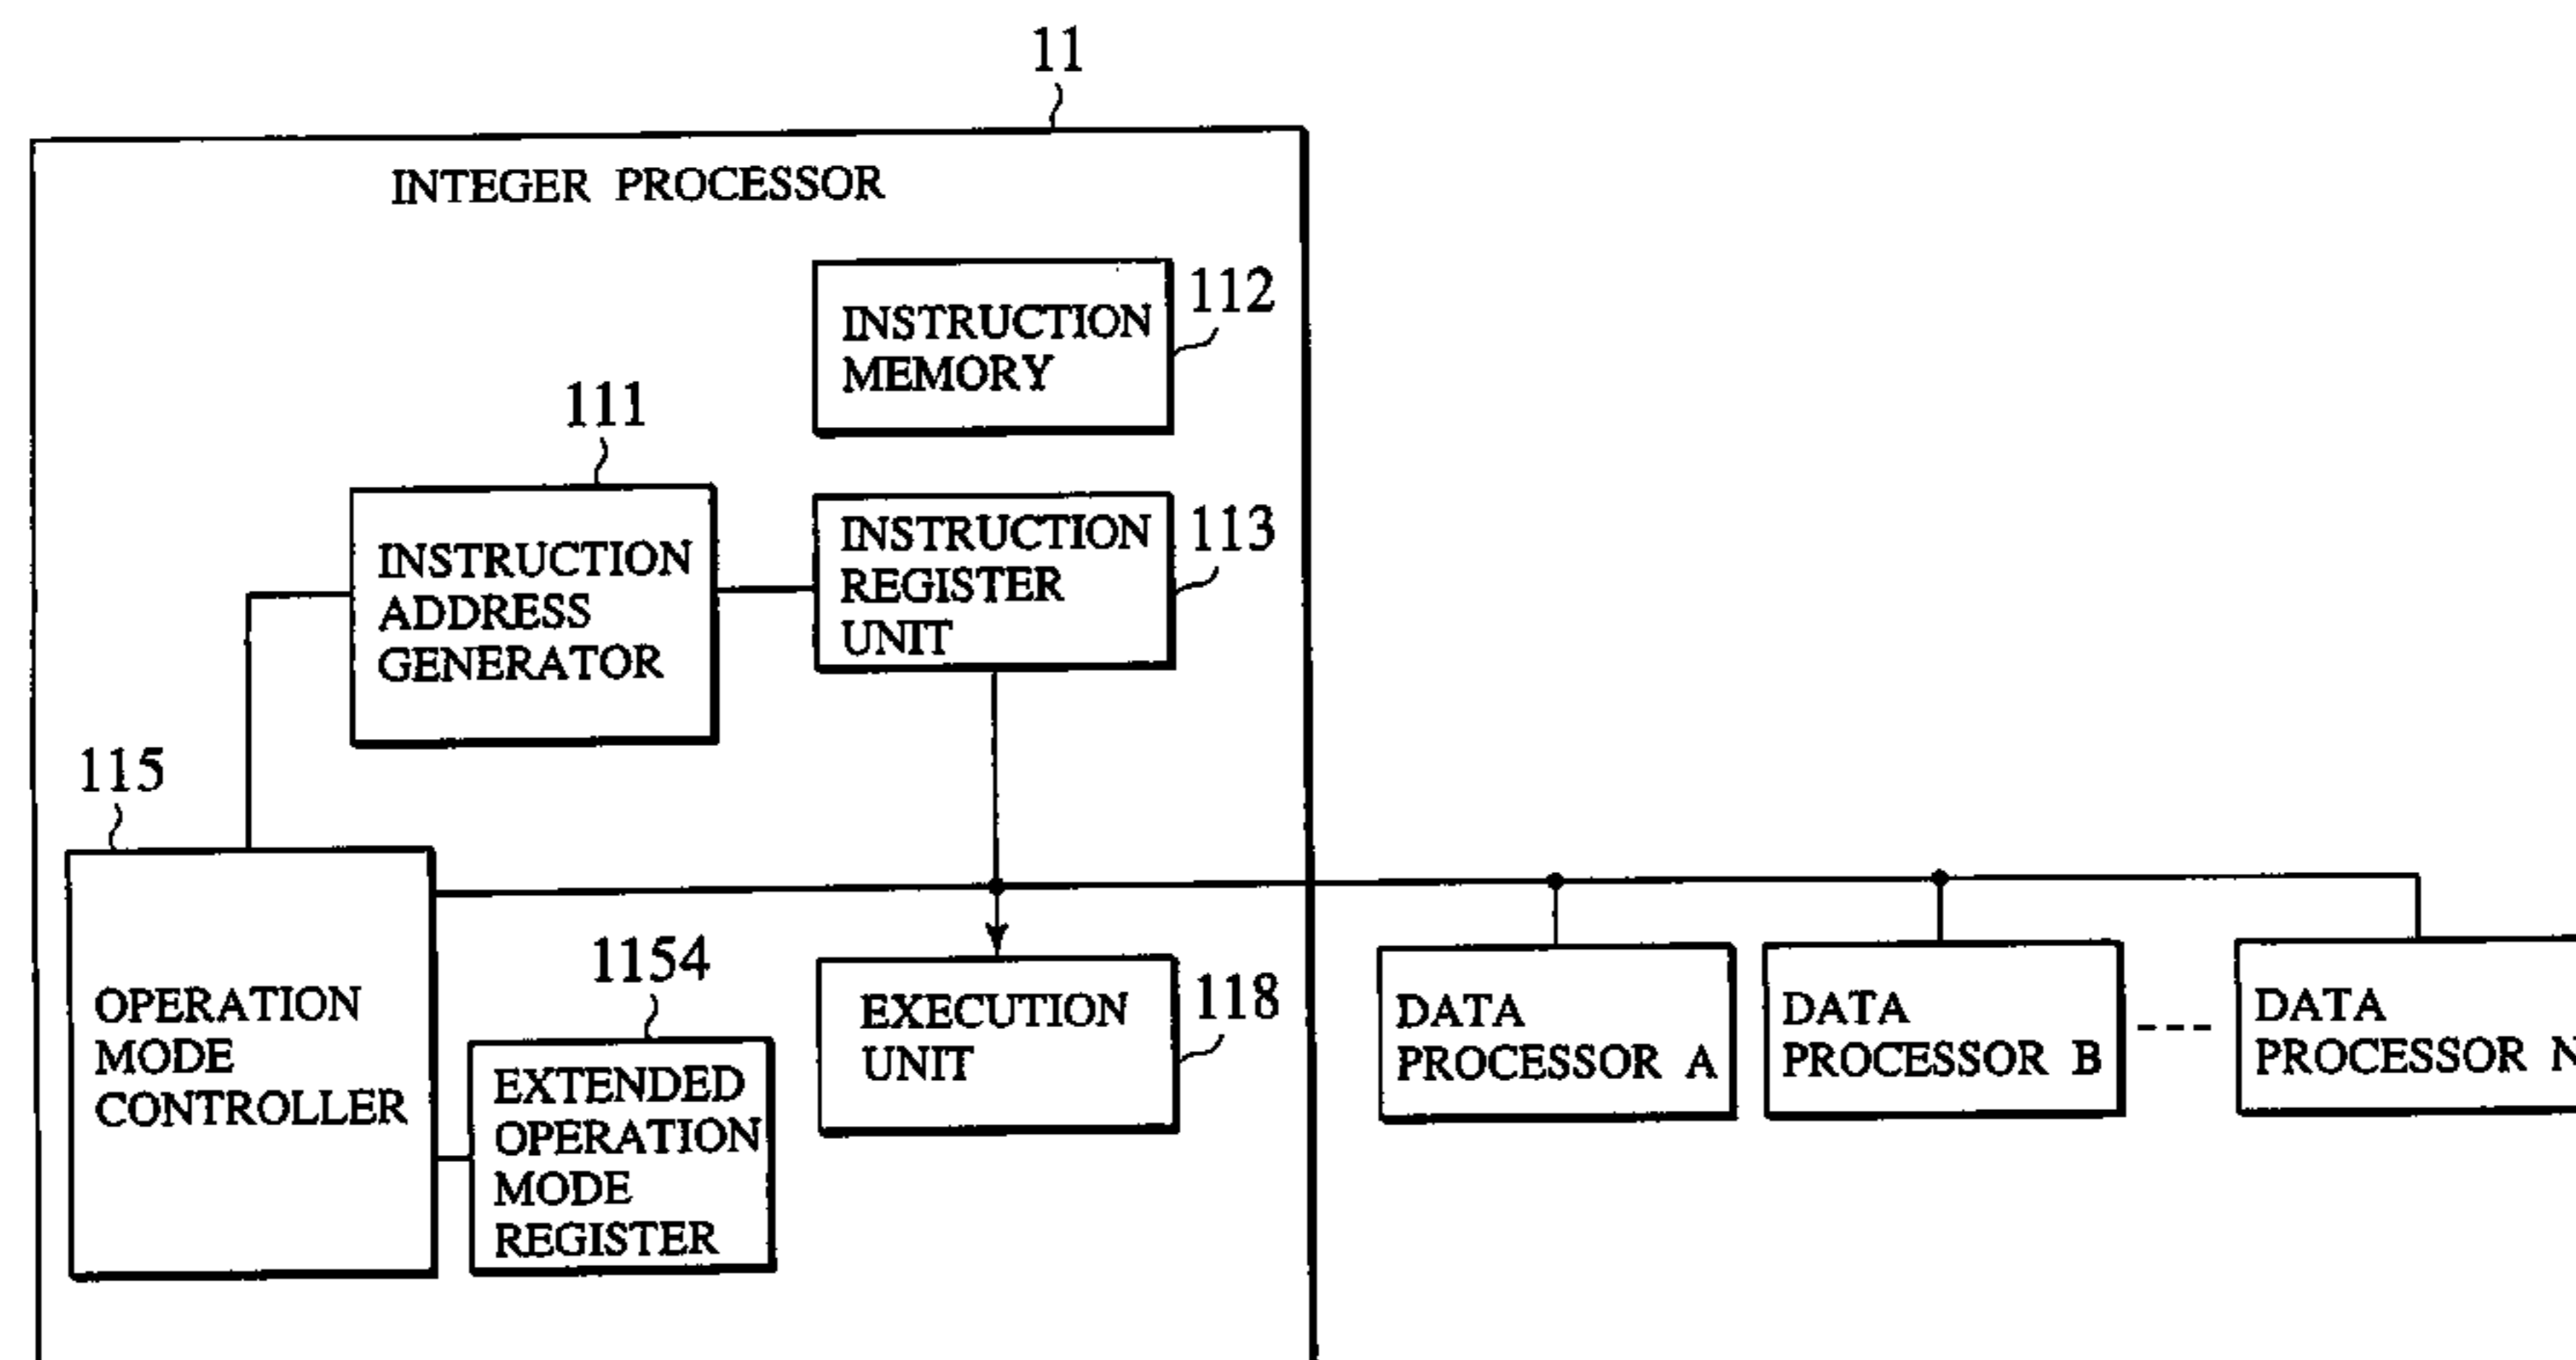 11
INTEGER PROCESSOR
INSTRUCTION
MEMORY
112
111
INSTRUCTION
ADDRESS
GENERATOR
INSTRUCTION
REGISTER
UNIT
113
115
OPERATION
MODE
CONTROLLER
1154
EXTENDED
OPERATION
MODE
REGISTER
EXECUTION
UNIT
118
DATA
PROCESSOR A
DATA
PROCESSOR B
DATA
PROCESSOR N